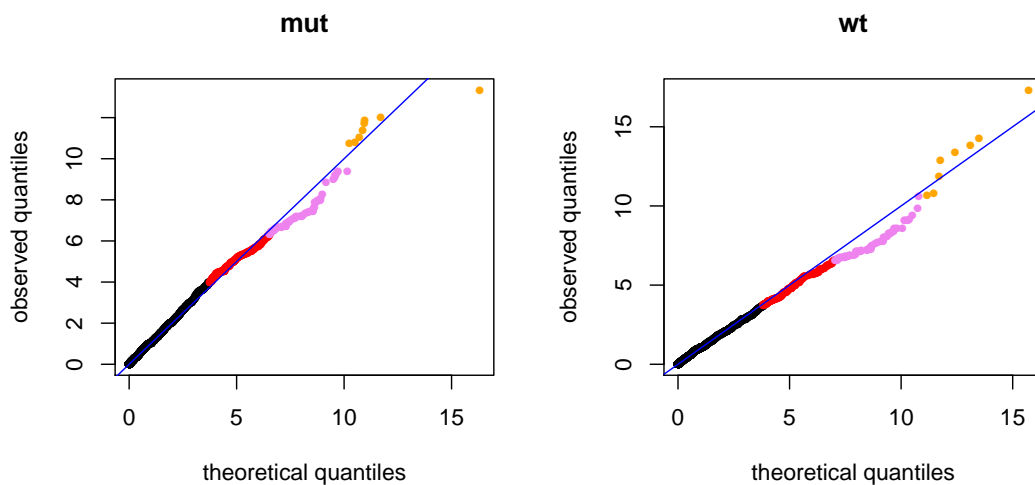 mut
observed quantiles
0 2 4 6 8 10
0 5 10 15
theoretical quantiles
wt
observed quantiles
0 5 10 15
0 5 10 15
theoretical quantiles